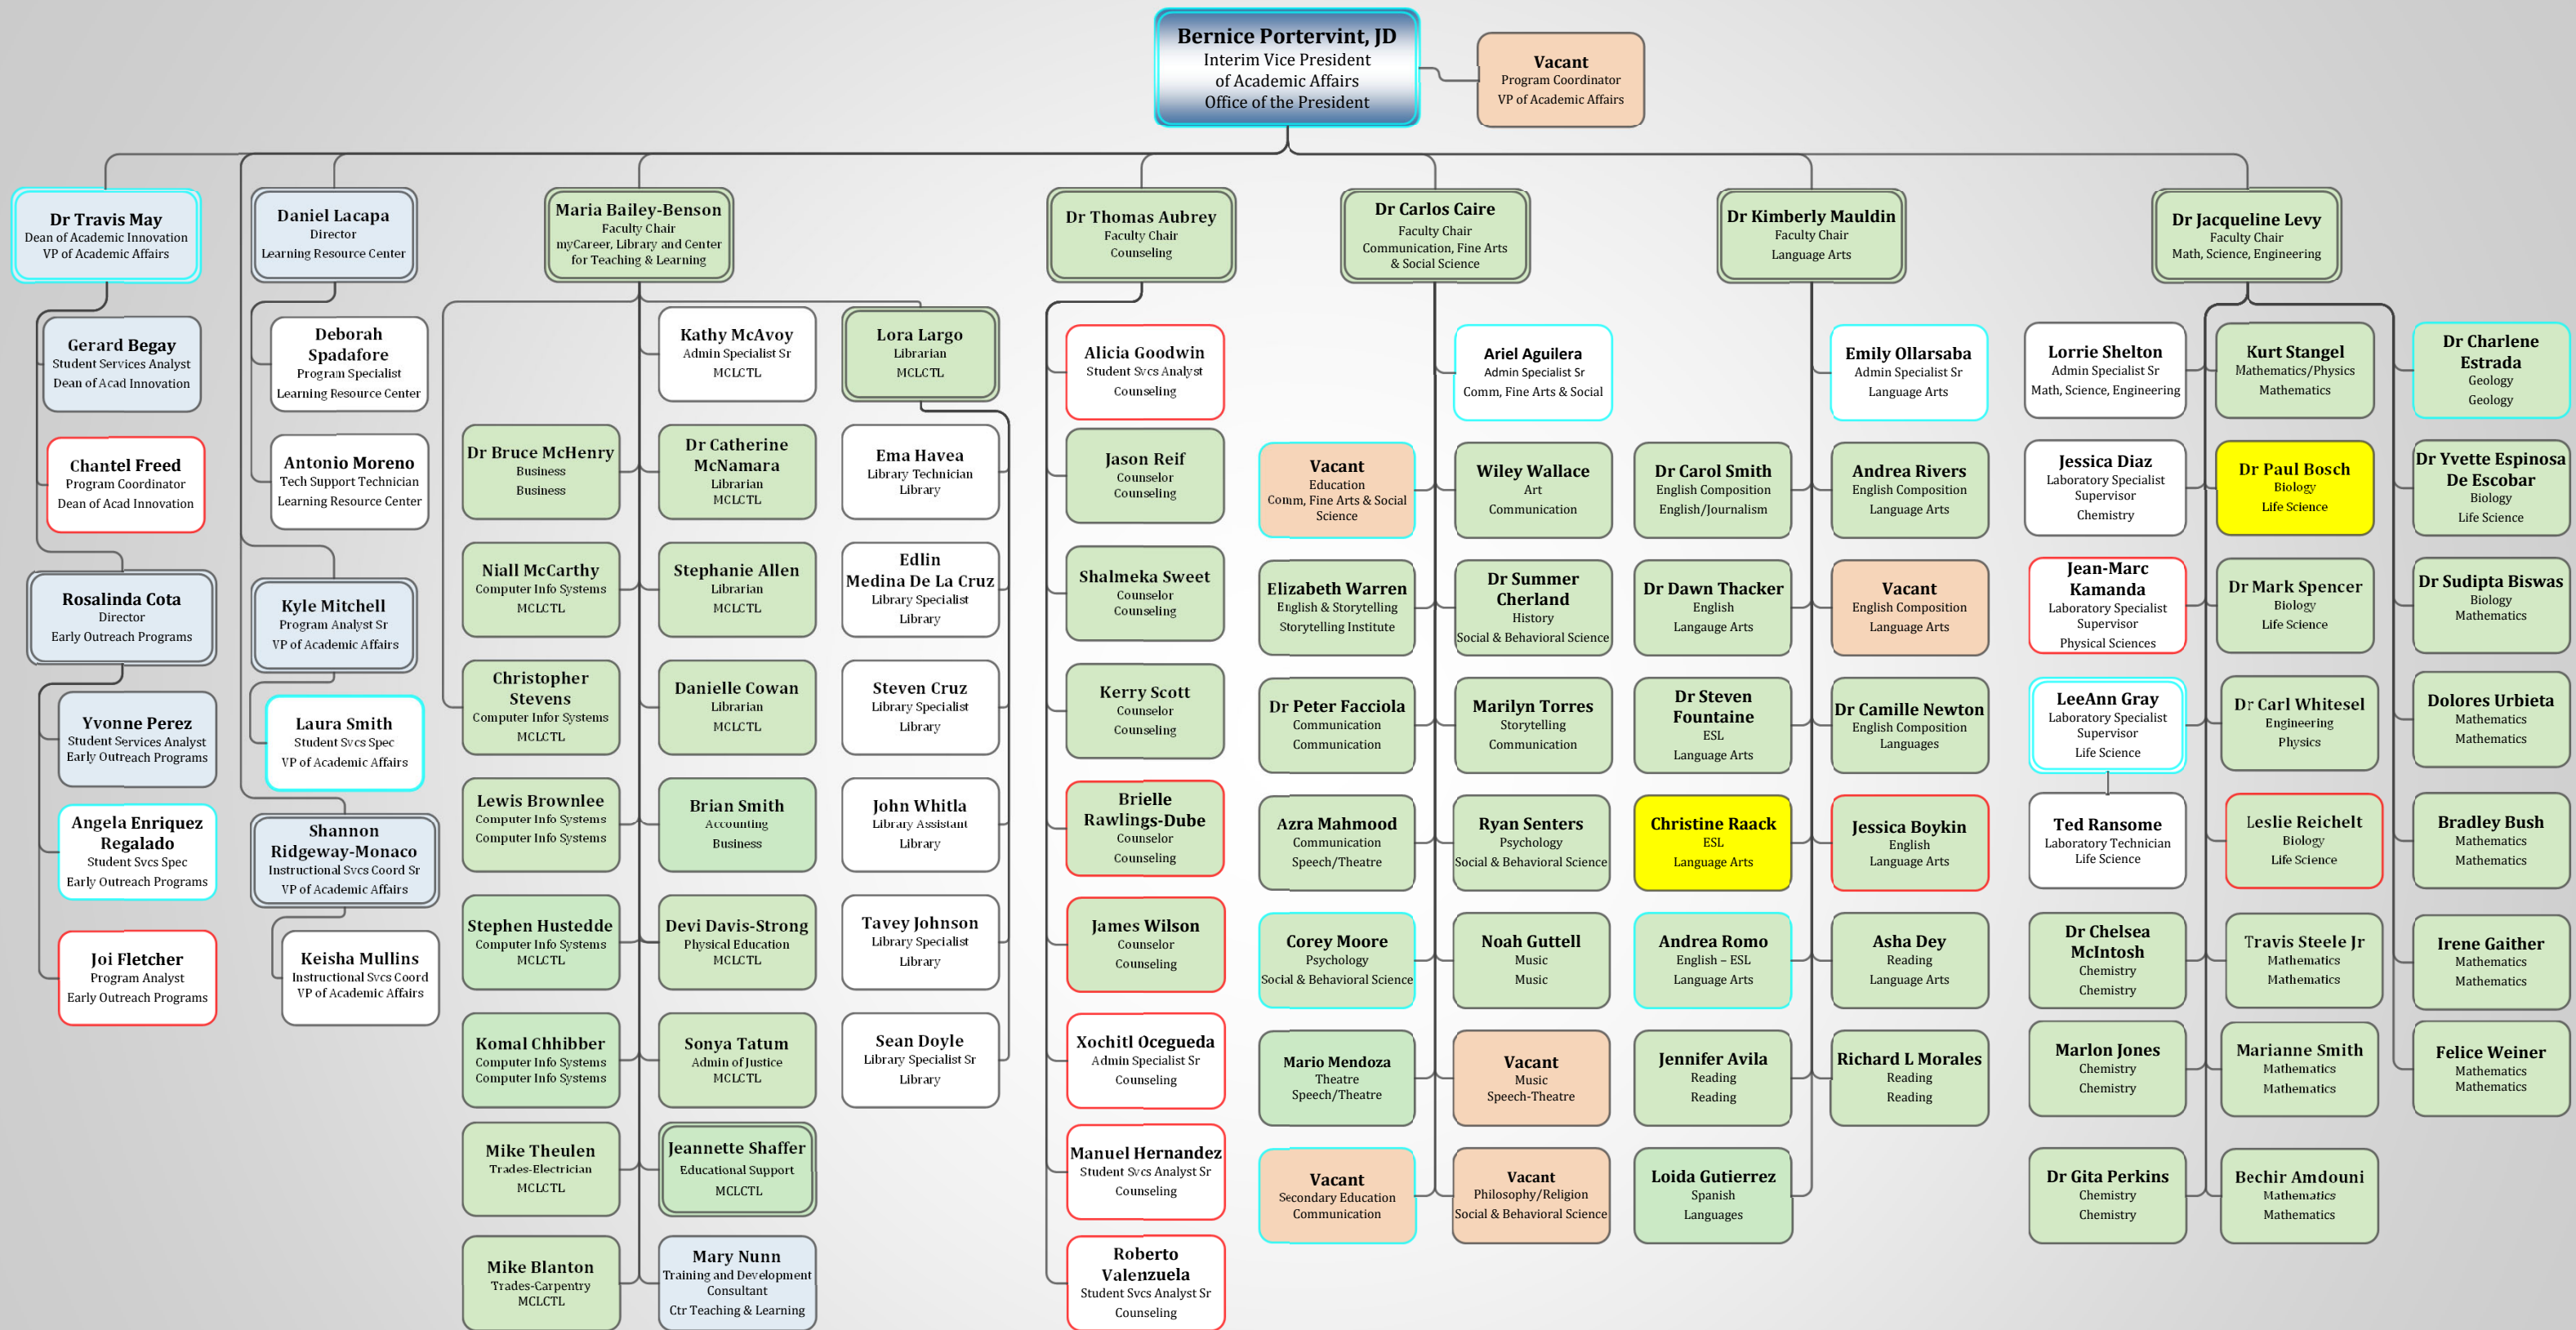 Bernice Portervint, JD
Interim Vice President
of Academic Affairs
Office of the President
Vacant
Program Coordinator
VP of Academic Affairs
Dr Travis May
Dean of Academic Innovation
VP of Academic Affairs
Gerard Begay
Student Services Analyst
Dean of Acad Innovation
Chantel Freed
Program Coordinator
Dean of Acad Innovation
Rosalinda Cota
Director
Early Outreach Programs
Yvonne Perez
Student Services Analyst
Early Outreach Programs
Angela Enriquez
Regalado
Student Svcs Spec
Early Outreach Programs
Joi Fletcher
Program Analyst
Early Outreach Programs
Daniel Lacapa
Director
Learning Resource Center
Deborah
Spadafore
Program Specialist
Learning Resource Center
Antonio Moreno
Tech Support Technician
Learning Resource Center
Kyle Mitchell
Program Analyst Sr
VP of Academic Affairs
Laura Smith
Student Svcs Spec
VP of Academic Affairs
Shannon
Ridgeway-Monaco
Instructional Svcs Coord Sr
VP of Academic Affairs
Keisha Mullins
Instructional Svcs Coord
VP of Academic Affairs
Maria Bailey-Benson
Faculty Chair
myCareer, Library and Center
for Teaching & Learning
Dr Bruce McHenry
Business
Business
Niall McCarthy
Computer Info Systems
MCLCTL
Christopher
Stevens
Computer Infor Systems
MCLCTL
Lewis Brownlee
Computer Info Systems
Computer Info Systems
Stephen Hustedde
Computer Info Systems
MCLCTL
Komal Chhibber
Computer Info Systems
Computer Info Systems
Mike Theulen
Trades-Electrician
MCLCTL
Mike Blanton
Trades-Carpentry
MCLCTL
Kathy McAvoy
Admin Specialist Sr
MCLCTL
Dr Catherine
McNamara
Librarian
MCLCTL
Stephanie Allen
Librarian
MCLCTL
Danielle Cowan
Librarian
MCLCTL
Brian Smith
Accounting
Business
Devi Davis-Strong
Physical Education
MCLCTL
Sonya Tatum
Admin of Justice
MCLCTL
Jeannette Shaffer
Educational Support
MCLCTL
Mary Nunn
Training and Development
Consultant
Ctr Teaching & Learning
Lora Largo
Librarian
MCLCTL
Ema Havea
Library Technician
Library
Edlin
Medina De La Cruz
Library Specialist
Library
Steven Cruz
Library Specialist
Library
John Whitla
Library Assistant
Library
Tavey Johnson
Library Specialist
Library
Sean Doyle
Library Specialist Sr
Library
Dr Thomas Aubrey
Faculty Chair
Counseling
Alicia Goodwin
Student Svcs Analyst
Counseling
Jason Reif
Counselor
Counseling
Shalmeka Sweet
Counselor
Counseling
Kerry Scott
Counselor
Counseling
Brielle
Rawlings-Dube
Counselor
Counseling
James Wilson
Counselor
Counseling
Xochitl Ocegueda
Admin Specialist Sr
Counseling
Manuel Hernandez
Student Svcs Analyst Sr
Counseling
Roberto
Valenzuela
Student Svcs Analyst Sr
Counseling
Dr Carlos Caire
Faculty Chair
Communication, Fine Arts
& Social Science
Ariel Aguilera
Admin Specialist Sr
Comm, Fine Arts & Social
Vacant
Education
Comm, Fine Arts & Social
Science
Elizabeth Warren
English & Storytelling
Storytelling Institute
Dr Peter Facciola
Communication
Communication
Azra Mahmood
Communication
Speech/Theatre
Corey Moore
Psychology
Social & Behavioral Science
Mario Mendoza
Theatre
Speech/Theatre
Vacant
Secondary Education
Communication
Wiley Wallace
Art
Communication
Dr Summer
Cherland
History
Social & Behavioral Science
Marilyn Torres
Storytelling
Communication
Ryan Senters
Psychology
Social & Behavioral Science
Noah Guttell
Music
Music
Vacant
Music
Speech-Theatre
Vacant
Philosophy/Religion
Social & Behavioral Science
Dr Kimberly Mauldin
Faculty Chair
Language Arts
Emily Ollarsaba
Admin Specialist Sr
Language Arts
Dr Carol Smith
English Composition
English/Journalism
Dr Dawn Thacker
English
Langauge Arts
Dr Steven
Fountaine
ESL
Language Arts
Christine Raack
ESL
Language Arts
Andrea Romo
English – ESL
Language Arts
Jennifer Avila
Reading
Reading
Loida Gutierrez
Spanish
Languages
Andrea Rivers
English Composition
Language Arts
Vacant
English Composition
Language Arts
Dr Camille Newton
English Composition
Languages
Jessica Boykin
English
Language Arts
Asha Dey
Reading
Language Arts
Richard L Morales
Reading
Reading
Dr Jacqueline Levy
Faculty Chair
Math, Science, Engineering
Lorrie Shelton
Admin Specialist Sr
Math, Science, Engineering
Jessica Diaz
Laboratory Specialist
Supervisor
Chemistry
Jean-Marc
Kamanda
Laboratory Specialist
Supervisor
Physical Sciences
LeeAnn Gray
Laboratory Specialist
Supervisor
Life Science
Ted Ransome
Laboratory Technician
Life Science
Dr Chelsea
McIntosh
Chemistry
Chemistry
Marlon Jones
Chemistry
Chemistry
Dr Gita Perkins
Chemistry
Chemistry
Kurt Stangel
Mathematics/Physics
Mathematics
Dr Paul Bosch
Biology
Life Science
Dr Mark Spencer
Biology
Life Science
Dr Carl Whitesel
Engineering
Physics
Leslie Reichelt
Biology
Life Science
Travis Steele Jr
Mathematics
Mathematics
Marianne Smith
Mathematics
Mathematics
Bechir Amdouni
Mathematics
Mathematics
Dr Charlene
Estrada
Geology
Geology
Dr Yvette Espinosa
De Escobar
Biology
Life Science
Dr Sudipta Biswas
Biology
Mathematics
Dolores Urbieta
Mathematics
Mathematics
Bradley Bush
Mathematics
Mathematics
Irene Gaither
Mathematics
Mathematics
Felice Weiner
Mathematics
Mathematics